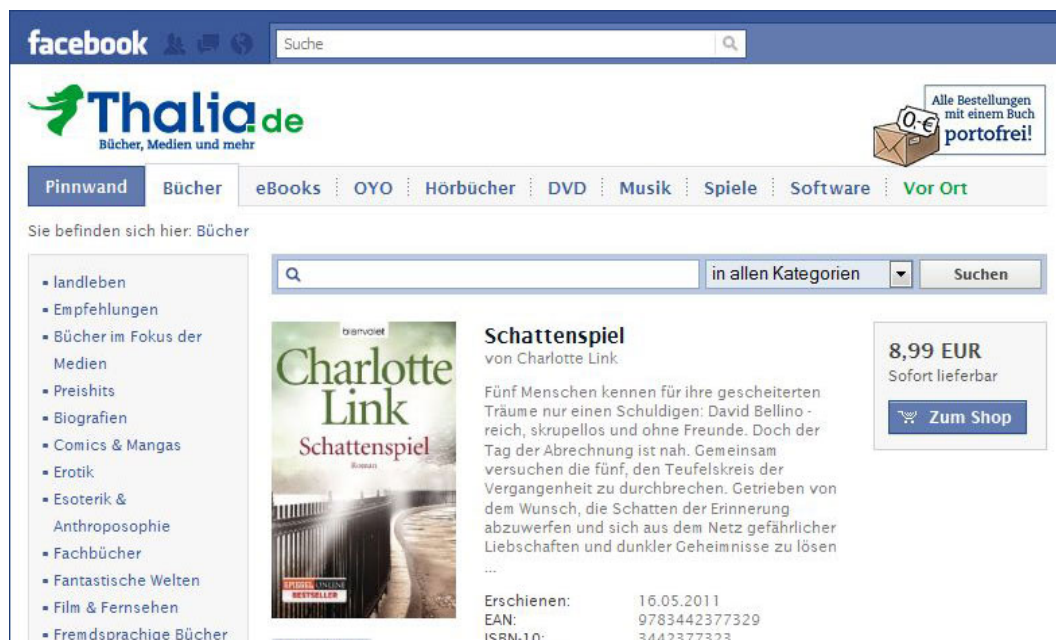 facebook
Suche
Thalia.de
Bücher, Medien und mehr
Alle Bestellungen
mit einem Buch
portofrei!
0,-€
Pinnwand Bücher eBooks OYO Hörbücher DVD Musik Spiele Software Vor Ort
Sie befinden sich hier: Bücher
landleben
Empfehlungen
Bücher im Fokus der
Medien
Preishits
Biografien
Comics & Mangas
Erotik
Esoterik &
Anthroposophie
Fachbücher
Fantastische Welten
Film & Fernsehen
Fremdsprachige Bücher
in allen Kategorien Suchen
blanvalet
Charlotte
Link
Schattenspiel
Roman
SPIEGEL ONLINE
BESTSELLER
Schattenspiel
von Charlotte Link
Fünf Menschen kennen für ihre gescheiterten
Träume nur einen Schuldigen: David Bellino -
reich, skrupellos und ohne Freunde. Doch der
Tag der Abrechnung ist nah. Gemeinsam
versuchen die fünf, den Teufelskreis der
Vergangenheit zu durchbrechen. Getrieben von
dem Wunsch, die Schatten der Erinnerung
abzuwerfen und sich aus dem Netz gefährlicher
Liebschaften und dunkler Geheimnisse zu lösen
...
Erschienen: 16.05.2011
EAN: 9783442377329
ISBN-10: 3442377323
8,99 EUR
Sofort lieferbar
Zum Shop